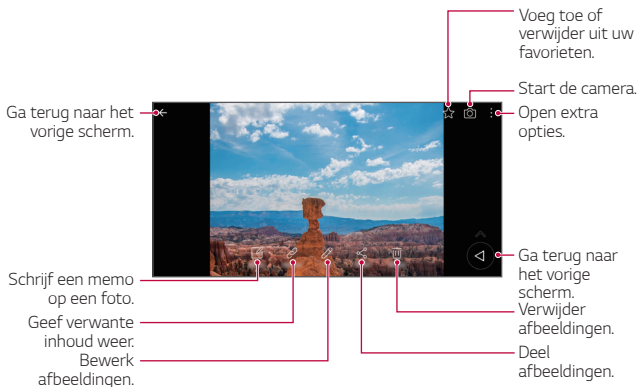 Voeg toe of
verwijder uit uw
favorieten.
Start de camera.
Ga terug naar het
vorige scherm.
Open extra
opties.
Ga terug naar
het vorige
scherm.
Schrijf een memo
op een foto.
Verwijder
afbeeldingen.
Geef verwante
inhoud weer.
Deel
afbeeldingen.
Bewerk
afbeeldingen.